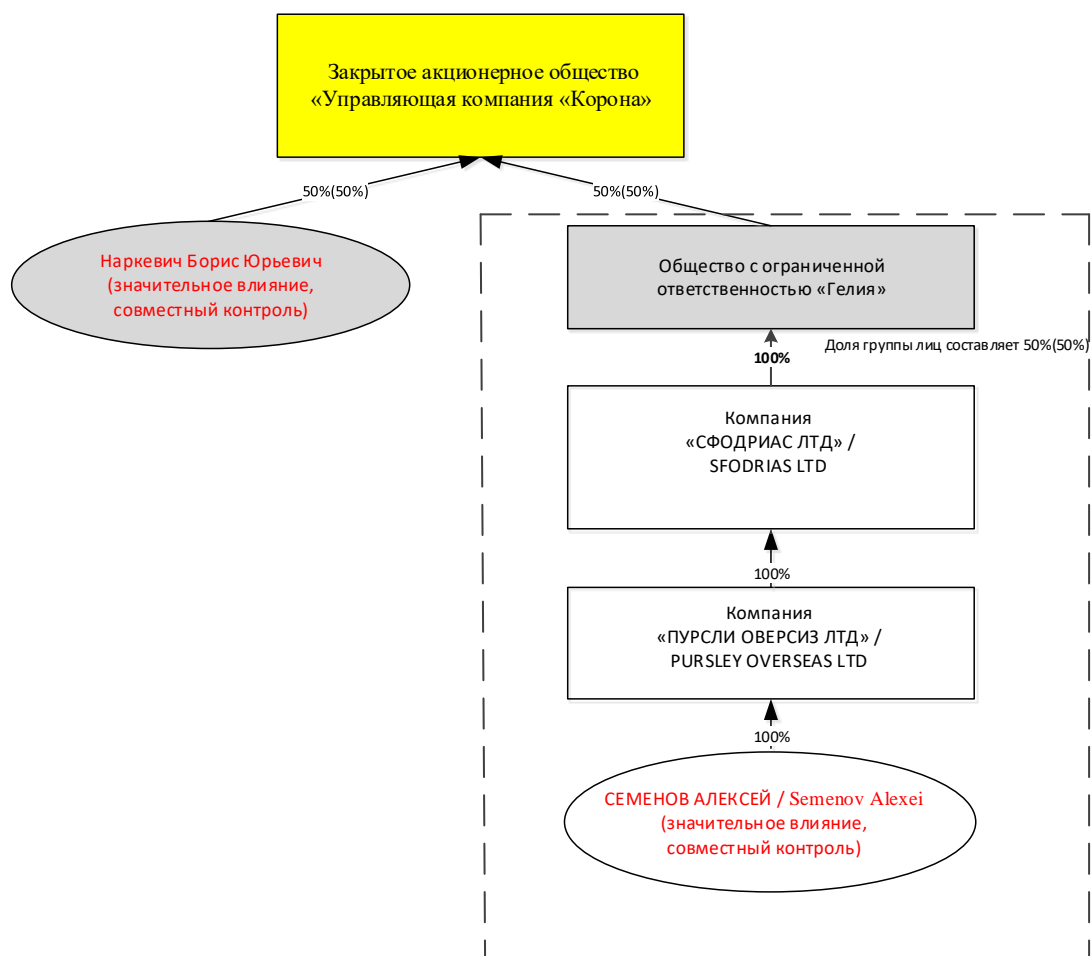 Закрытое акционерное общество
«Управляющая компания «Корона»
50%(50%)
50%(50%)
Наркевич Борис Юрьевич
(значительное влияние,
совместный контроль)
Общество с ограниченной
ответственностью «Гелия»
Доля группы лиц составляет 50%(50%)
100%
Компания
«СФОДРИАС ЛТД» /
SFODRIAS LTD
100%
Компания
«ПУРСЛИ ОВЕРСИЗ ЛТД» /
PURSLEY OVERSEAS LTD
100%
СЕМЕНОВ АЛЕКСЕЙ / Semenov Alexei
(значительное влияние,
совместный контроль)